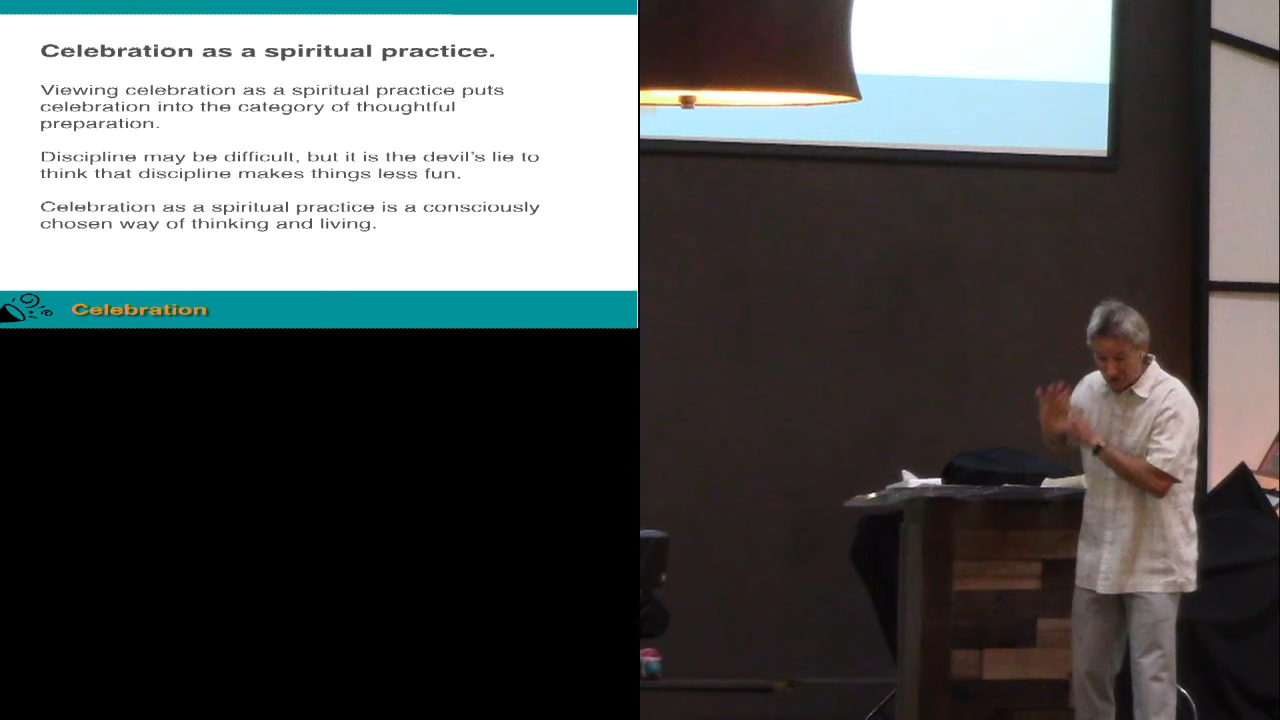 Celebration as a spiritual practice.
Viewing celebration as a spiritual practice puts
celebration into the category of thoughtful
preparation.
Discipline may be difficult, but it is the devil's lie to
think that discipline makes things less fun.
Celebration as a spiritual practice is a consciously
chosen way of thinking and living.
Celebration